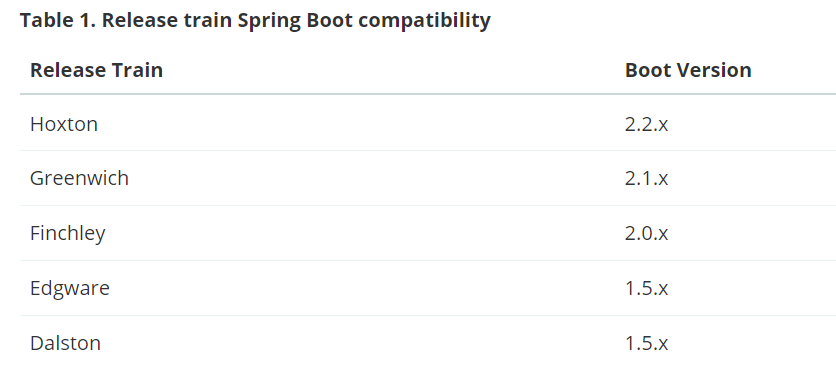 Table 1. Release train Spring Boot compatibility
Release Train Boot Version
Hoxton 2.2.x
Greenwich 2.1.x
Finchley 2.0.x
Edgware 1.5.x
Dalston 1.5.x